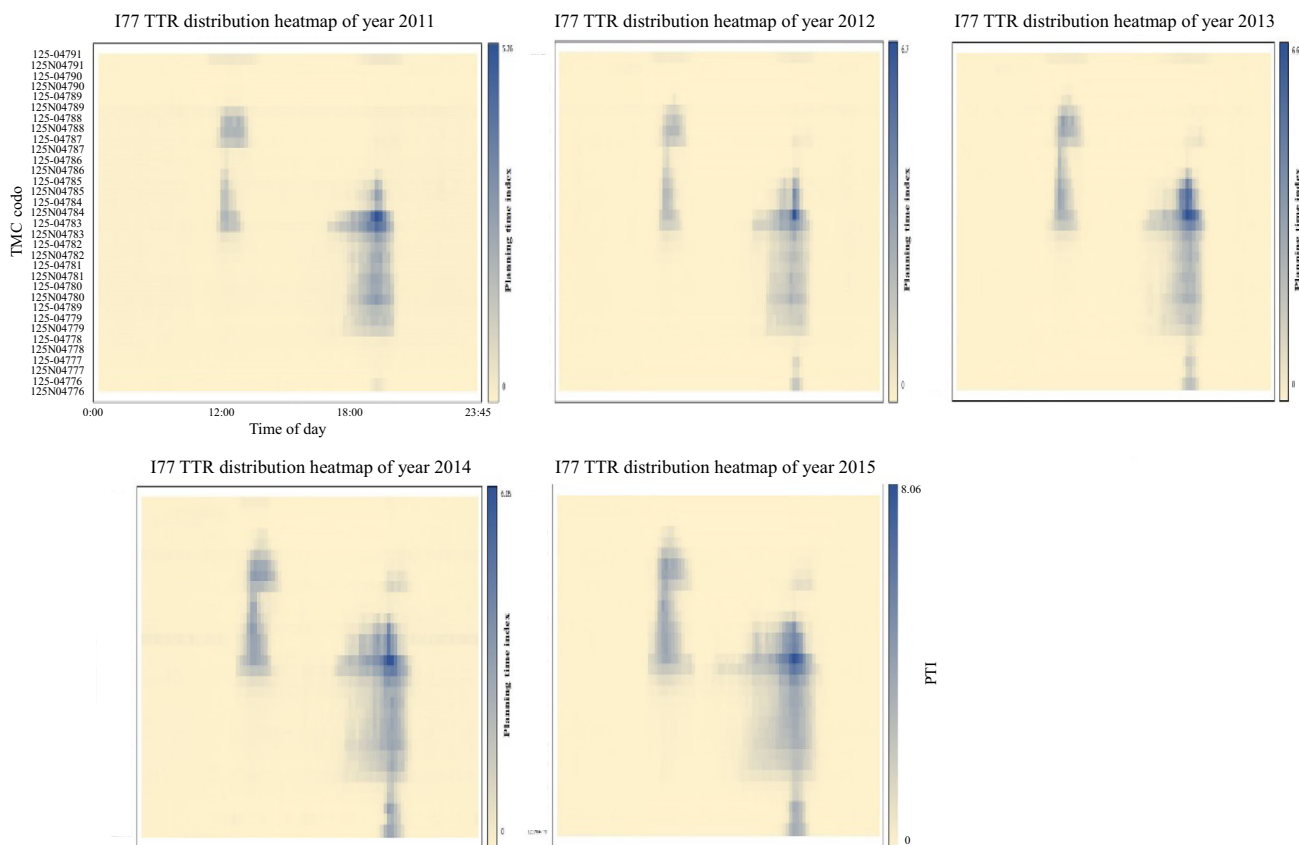 I77 TTR distribution heatmap of year 2011
I77 TTR distribution heatmap of year 2012
I77 TTR distribution heatmap of year 2013
125-04791
125N04791
125-04790
125N04790
125-04789
125N04789
125-04788
125N04788
125-04787
125N04787
125-04786
125N04786
125-04785
125N04785
125-04784
125N04784
125-04783
125N04783
125-04782
125N04782
125-04781
125N04781
125-04780
125N04780
125-04789
125-04779
125N04779
125-04778
125N04778
125-04777
125N04777
125-04776
125N04776
TMC codo
0:00
12:00
18:00
23:45
Time of day
Planning time index
0
6.7
Planning time index
0
Planning time index
0
I77 TTR distribution heatmap of year 2014
I77 TTR distribution heatmap of year 2015
Planning time index
0
8.06
PTI
0